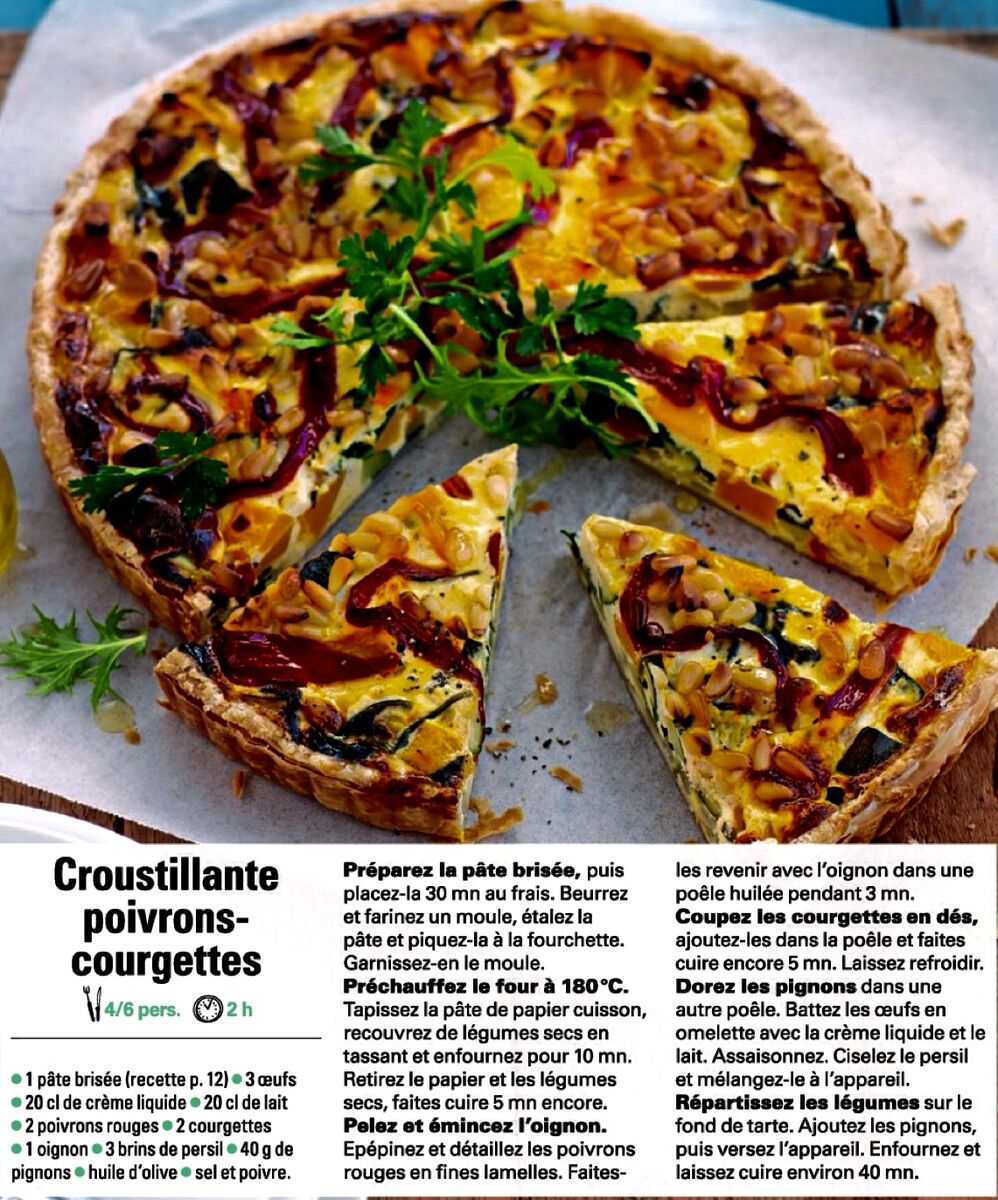 Croustillante
poivrons-
courgettes
4/6 pers. 2 h
• 1 pâte brisée (recette p. 12) • 3 œufs
• 20 cl de crème liquide • 20 cl de lait
• 2 poivrons rouges • 2 courgettes
• 1 oignon • 3 brins de persil • 40 g de
pignons • huile d'olive • sel et poivre.
Préparez la pâte brisée, puis
placez-la 30 mn au frais. Beurrez
et farinez un moule, étalez la
pâte et piquez-la à la fourchette.
Garnissez-en le moule.
Préchauffez le four à 180 °C.
Tapissez la pâte de papier cuisson,
recouvrez de légumes secs en
tassant et enfournez pour 10 mn.
Retirez le papier et les légumes
secs, faites cuire 5 mn encore.
Pelez et émincez l'oignon.
Epépinez et détaillez les poivrons
rouges en fines lamelles. Faites-
les revenir avec l'oignon dans une
poêle huilée pendant 3 mn.
Coupez les courgettes en dés,
ajoutez-les dans la poêle et faites
cuire encore 5 mn. Laissez refroidir.
Dorez les pignons dans une
autre poêle. Battez les œufs en
omelette avec la crème liquide et le
lait. Assaisonnez. Ciselez le persil
et mélangez-le à l'appareil.
Répartissez les légumes sur le
fond de tarte. Ajoutez les pignons,
puis versez l'appareil. Enfournez et
laissez cuire environ 40 mn.